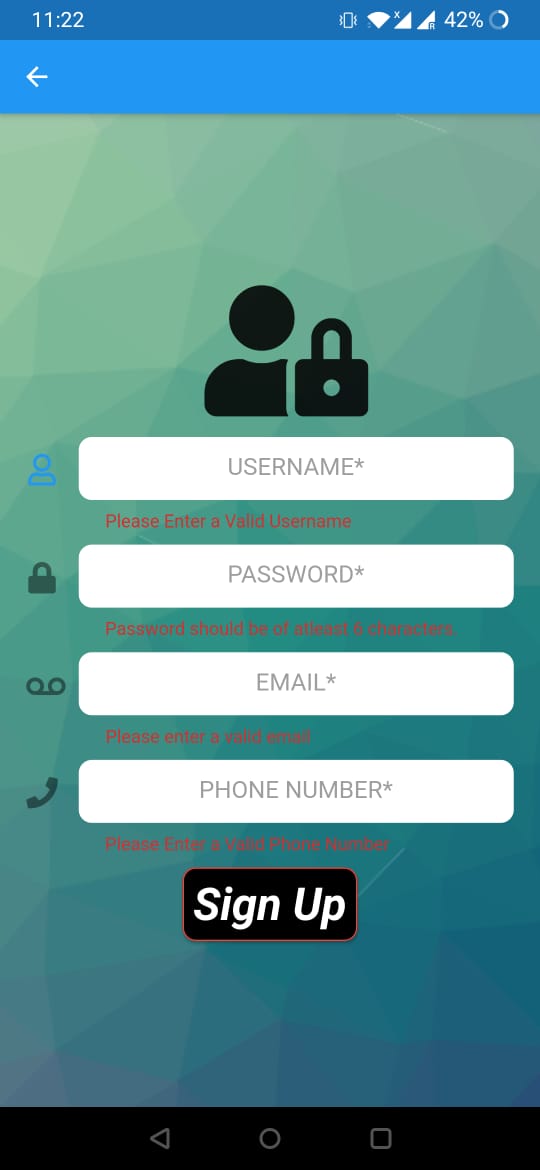 11:22
42%
USERNAME*
Please Enter a Valid Username
PASSWORD*
Password should be of atleast 6 characters.
EMAIL*
Please enter a valid email
PHONE NUMBER*
Please Enter a Valid Phone Number
Sign Up